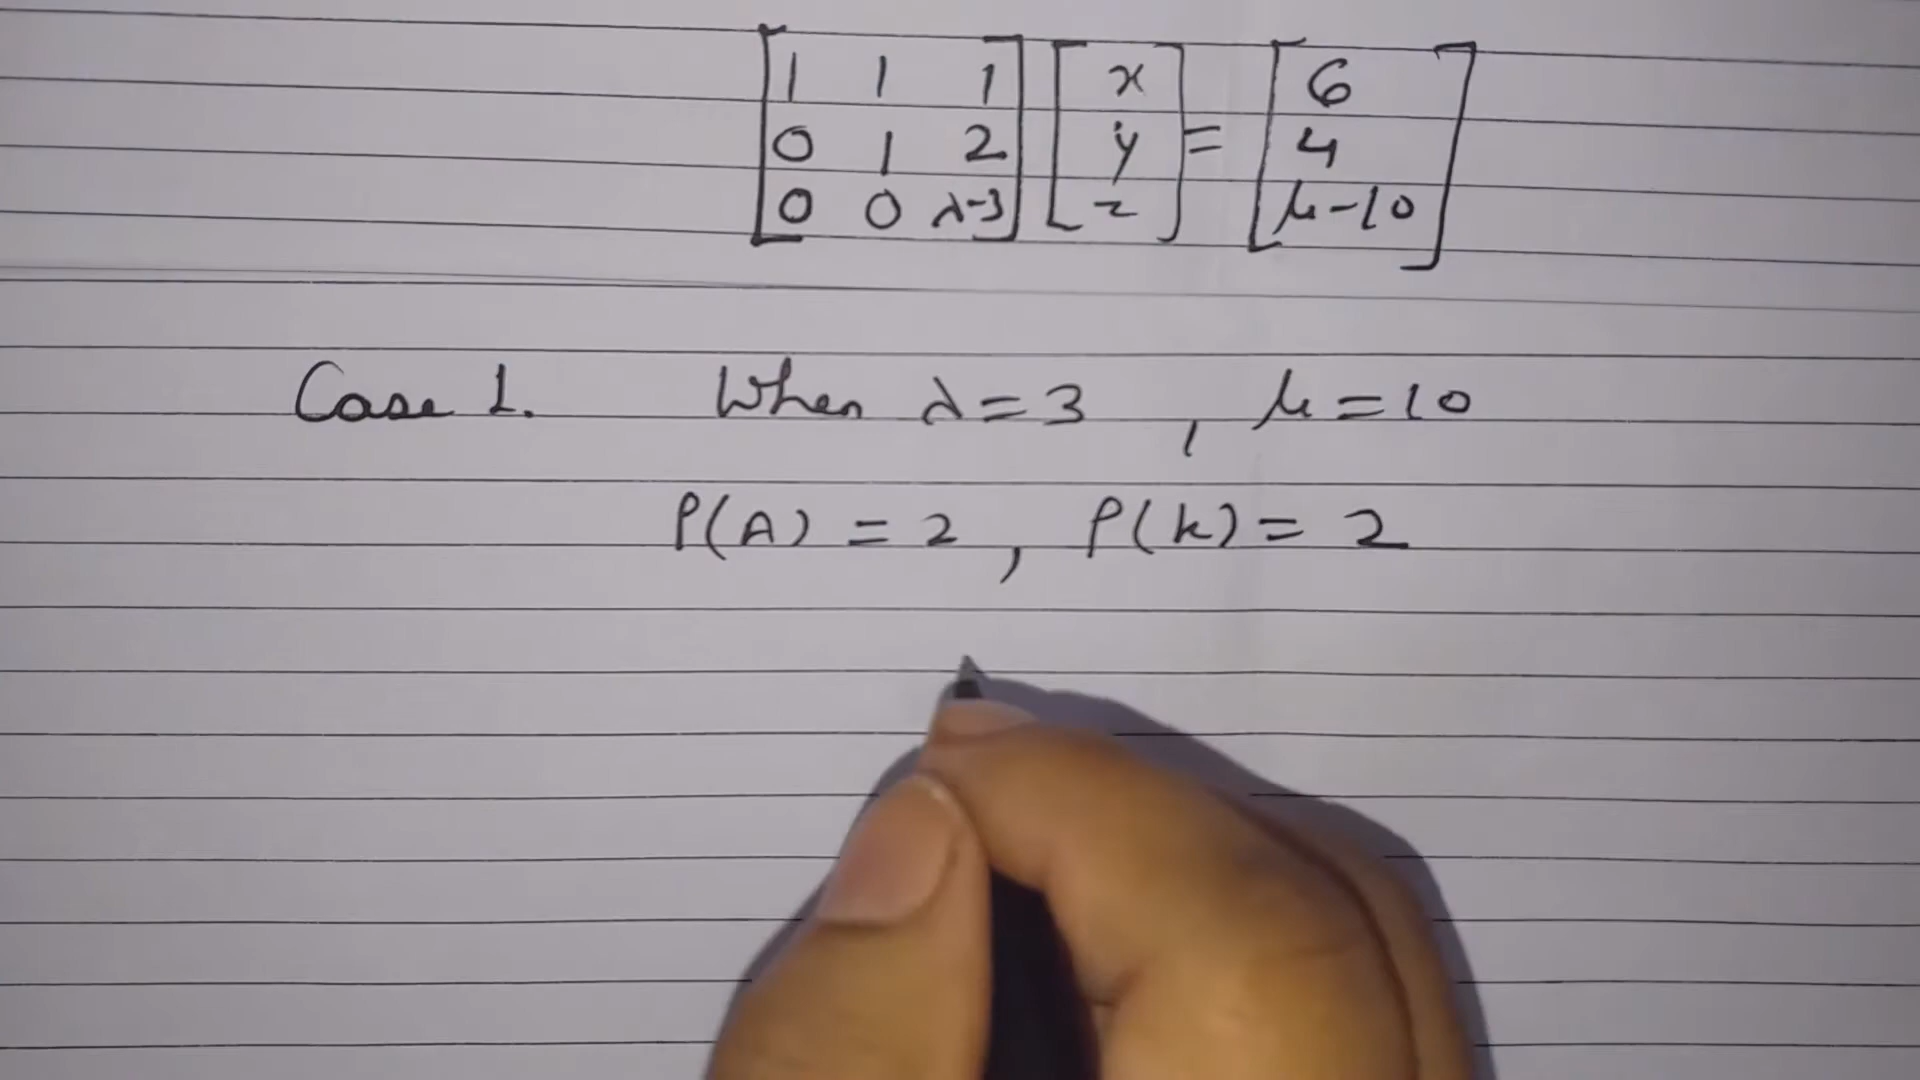 [1 1 1] [x] = [6]
[0 1 2] [y] [4]
[0 0 λ-3] [z] [μ-10]
Case 1. When λ=3 , μ=10
ρ(A) = 2 , ρ(k) = 2